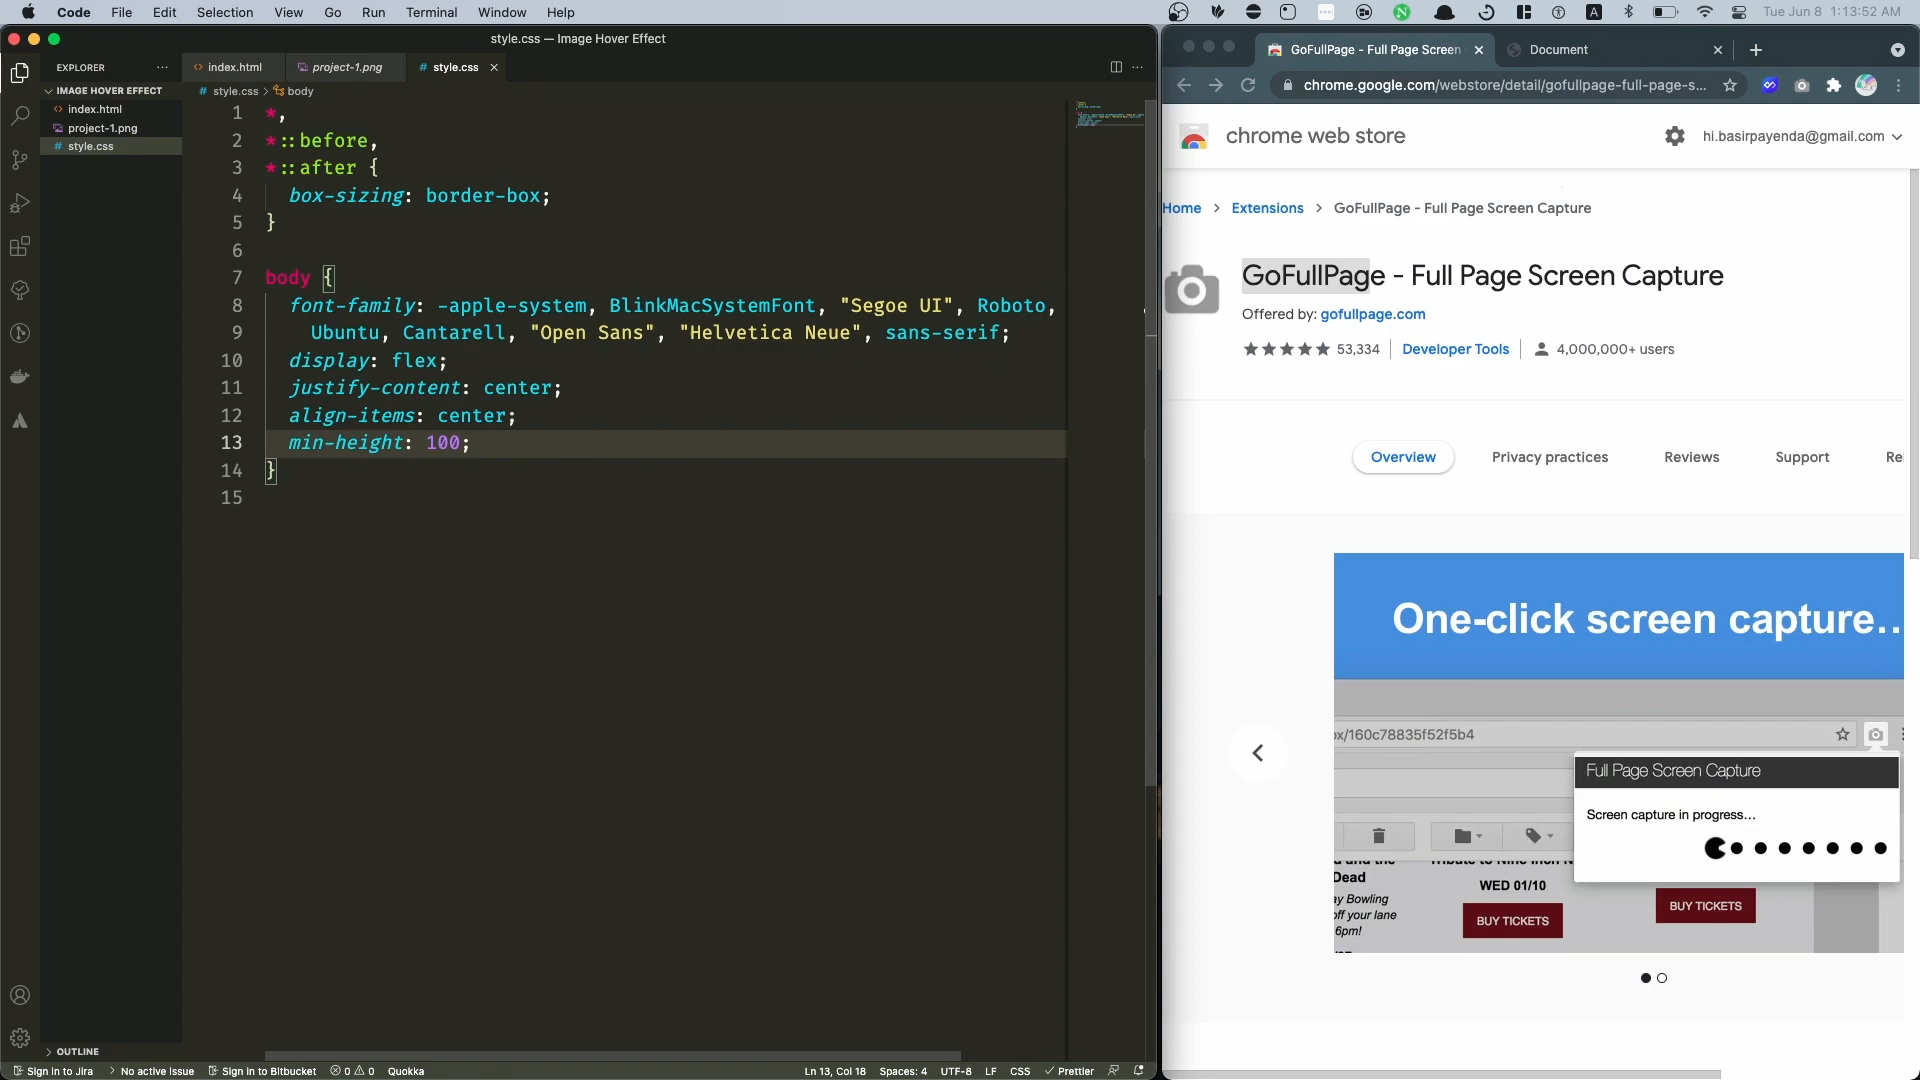 Code File Edit Selection View Go Run Terminal Window Help
A Tue Jun 8 1:13:52 AM
style.css — Image Hover Effect
EXPLORER
IMAGE HOVER EFFECT
index.html
project-1.png
style.css
index.html project-1.png style.css
style.css > body
1 *,
2 *::before,
3 *::after {
4 box-sizing: border-box;
5 }
6
7 body {
8 font-family: -apple-system, BlinkMacSystemFont, "Segoe UI", Roboto,
9 Ubuntu, Cantarell, "Open Sans", "Helvetica Neue", sans-serif;
10 display: flex;
11 justify-content: center;
12 align-items: center;
13 min-height: 100;
14 }
15
OUTLINE
Sign in to Jira No active issue Sign in to Bitbucket 0 0 Quokka
Ln 13, Col 18 Spaces: 4 UTF-8 LF CSS Prettier
GoFullPage - Full Page Screen
Document
chrome.google.com/webstore/detail/gofullpage-full-page-s...
chrome web store
hi.basirpayenda@gmail.com
Home > Extensions > GoFullPage - Full Page Screen Capture
GoFullPage - Full Page Screen Capture
Offered by: gofullpage.com
53,334 Developer Tools 4,000,000+ users
Overview Privacy practices Reviews Support Re
One-click screen capture..
x/160c78835f52f5b4
Full Page Screen Capture
Screen capture in progress...
Dead
ay Bowling
off your lane
6pm!
WED 01/10
BUY TICKETS
BUY TICKETS